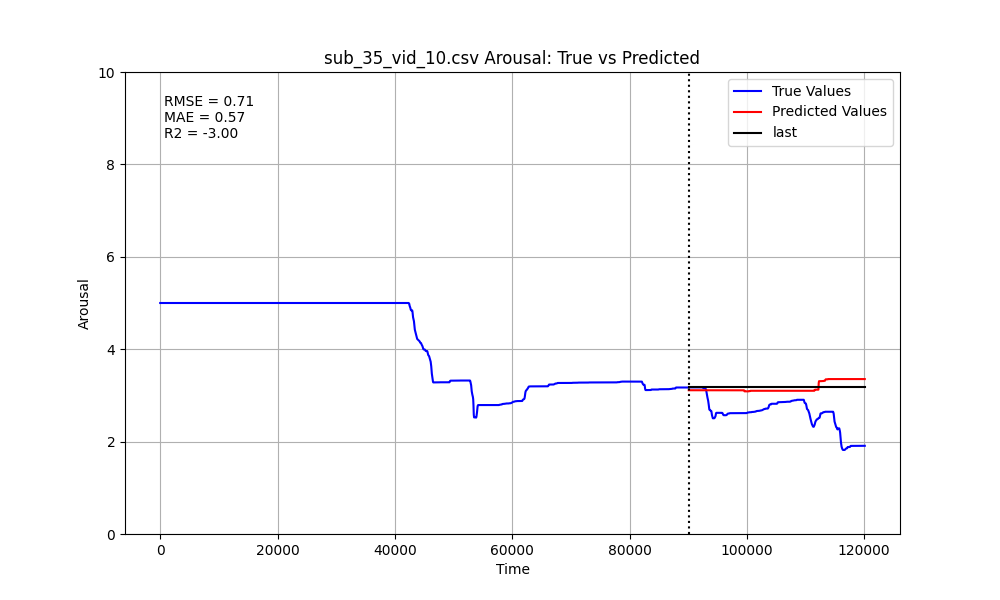 sub_35_vid_10.csv Arousal: True vs Predicted
RMSE = 0.71
MAE = 0.57
R2 = -3.00
True Values
Predicted Values
last
Arousal
10
8
6
4
2
0
0
20000
40000
60000
80000
100000
120000
Time